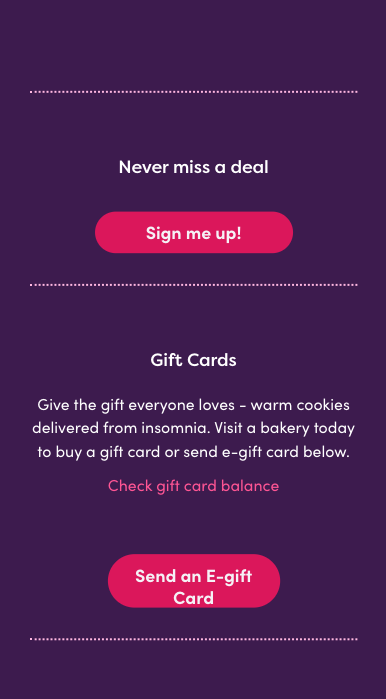 Never miss a deal
Sign me up!
Gift Cards
Give the gift everyone loves - warm cookies
delivered from insomnia. Visit a bakery today
to buy a gift card or send e-gift card below.
Check gift card balance
Send an E-gift
Card